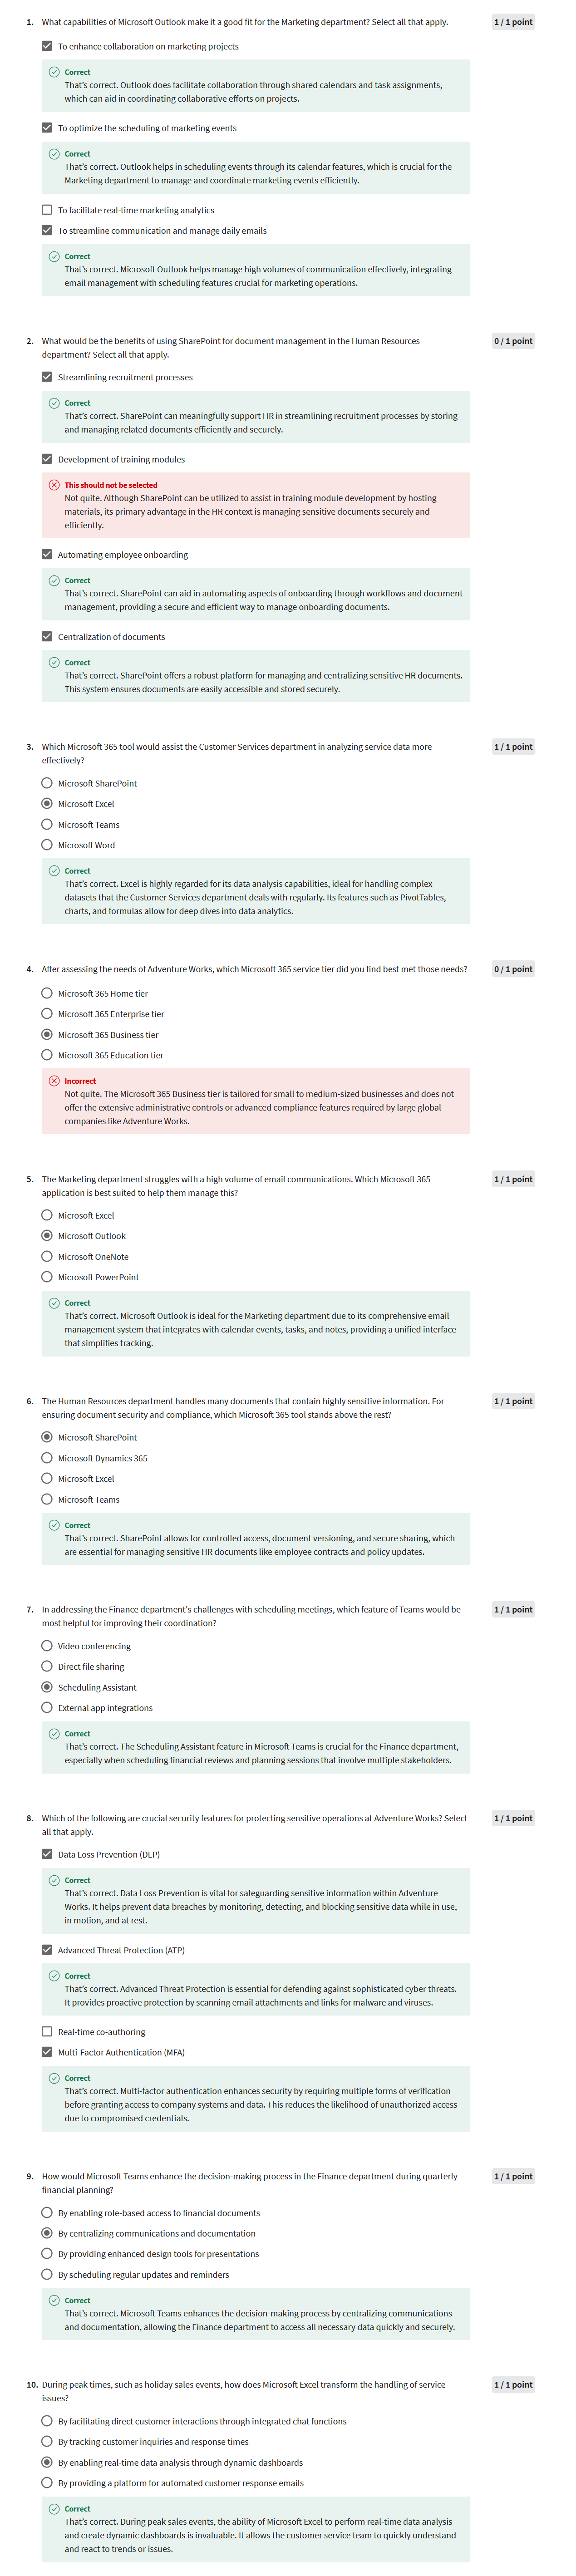 1. What capabilities of Microsoft Outlook make it a good fit for the Marketing department? Select all that apply.
1 / 1 point
To enhance collaboration on marketing projects
Correct
That's correct. Outlook does facilitate collaboration through shared calendars and task assignments,
which can aid in coordinating collaborative efforts on projects.
To optimize the scheduling of marketing events
Correct
That's correct. Outlook helps in scheduling events through its calendar features, which is crucial for the
Marketing department to manage and coordinate marketing events efficiently.
To facilitate real-time marketing analytics
To streamline communication and manage daily emails
Correct
That's correct. Microsoft Outlook helps manage high volumes of communication effectively, integrating
email management with scheduling features crucial for marketing operations.
2. What would be the benefits of using SharePoint for document management in the Human Resources
department? Select all that apply.
0 / 1 point
Streamlining recruitment processes
Correct
That's correct. SharePoint can meaningfully support HR in streamlining recruitment processes by storing
and managing related documents efficiently and securely.
Development of training modules
This should not be selected
Not quite. Although SharePoint can be utilized to assist in training module development by hosting
materials, its primary advantage in the HR context is managing sensitive documents securely and
efficiently.
Automating employee onboarding
Correct
That's correct. SharePoint can aid in automating aspects of onboarding through workflows and document
management, providing a secure and efficient way to manage onboarding documents.
Centralization of documents
Correct
That's correct. SharePoint offers a robust platform for managing and centralizing sensitive HR documents.
This system ensures documents are easily accessible and stored securely.
3. Which Microsoft 365 tool would assist the Customer Services department in analyzing service data more
effectively?
1 / 1 point
Microsoft SharePoint
Microsoft Excel
Microsoft Teams
Microsoft Word
Correct
That's correct. Excel is highly regarded for its data analysis capabilities, ideal for handling complex
datasets that the Customer Services department deals with regularly. Its features such as PivotTables,
charts, and formulas allow for deep dives into data analytics.
4. After assessing the needs of Adventure Works, which Microsoft 365 service tier did you find best met those needs?
0 / 1 point
Microsoft 365 Home tier
Microsoft 365 Enterprise tier
Microsoft 365 Business tier
Microsoft 365 Education tier
Incorrect
Not quite. The Microsoft 365 Business tier is tailored for small to medium-sized businesses and does not
offer the extensive administrative controls or advanced compliance features required by large global
companies like Adventure Works.
5. The Marketing department struggles with a high volume of email communications. Which Microsoft 365
application is best suited to help them manage this?
1 / 1 point
Microsoft Excel
Microsoft Outlook
Microsoft OneNote
Microsoft PowerPoint
Correct
That's correct. Microsoft Outlook is ideal for the Marketing department due to its comprehensive email
management system that integrates with calendar events, tasks, and notes, providing a unified interface
that simplifies tracking.
6. The Human Resources department handles many documents that contain highly sensitive information. For
ensuring document security and compliance, which Microsoft 365 tool stands above the rest?
1 / 1 point
Microsoft SharePoint
Microsoft Dynamics 365
Microsoft Excel
Microsoft Teams
Correct
That's correct. SharePoint allows for controlled access, document versioning, and secure sharing, which
are essential for managing sensitive HR documents like employee contracts and policy updates.
7. In addressing the Finance department's challenges with scheduling meetings, which feature of Teams would be
most helpful for improving their coordination?
1 / 1 point
Video conferencing
Direct file sharing
Scheduling Assistant
External app integrations
Correct
That's correct. The Scheduling Assistant feature in Microsoft Teams is crucial for the Finance department,
especially when scheduling financial reviews and planning sessions that involve multiple stakeholders.
8. Which of the following are crucial security features for protecting sensitive operations at Adventure Works? Select
all that apply.
1 / 1 point
Data Loss Prevention (DLP)
Correct
That's correct. Data Loss Prevention is vital for safeguarding sensitive information within Adventure
Works. It helps prevent data breaches by monitoring, detecting, and blocking sensitive data while in use,
in motion, and at rest.
Advanced Threat Protection (ATP)
Correct
That's correct. Advanced Threat Protection is essential for defending against sophisticated cyber threats.
It provides proactive protection by scanning email attachments and links for malware and viruses.
Real-time co-authoring
Multi-Factor Authentication (MFA)
Correct
That's correct. Multi-factor authentication enhances security by requiring multiple forms of verification
before granting access to company systems and data. This reduces the likelihood of unauthorized access
due to compromised credentials.
9. How would Microsoft Teams enhance the decision-making process in the Finance department during quarterly
financial planning?
1 / 1 point
By enabling role-based access to financial documents
By centralizing communications and documentation
By providing enhanced design tools for presentations
By scheduling regular updates and reminders
Correct
That's correct. Microsoft Teams enhances the decision-making process by centralizing communications
and documentation, allowing the Finance department to access all necessary data quickly and securely.
10. During peak times, such as holiday sales events, how does Microsoft Excel transform the handling of service
issues?
1 / 1 point
By facilitating direct customer interactions through integrated chat functions
By tracking customer inquiries and response times
By enabling real-time data analysis through dynamic dashboards
By providing a platform for automated customer response emails
Correct
That's correct. During peak sales events, the ability of Microsoft Excel to perform real-time data analysis
and create dynamic dashboards is invaluable. It allows the customer service team to quickly understand
and react to trends or issues.